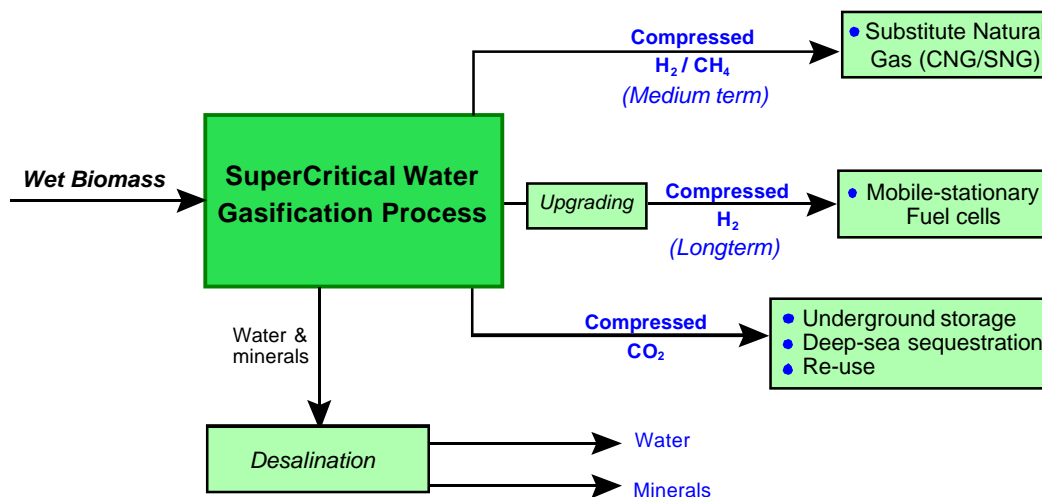 Compressed
H₂ / CH₄
(Medium term)
• Substitute Natural
Gas (CNG/SNG)
Wet Biomass
SuperCritical Water
Gasification Process
Upgrading
Compressed
H₂
(Longterm)
• Mobile-stationary
Fuel cells
Water &
minerals
Compressed
CO₂
• Underground storage
• Deep-sea sequestration
• Re-use
Desalination
Water
Minerals